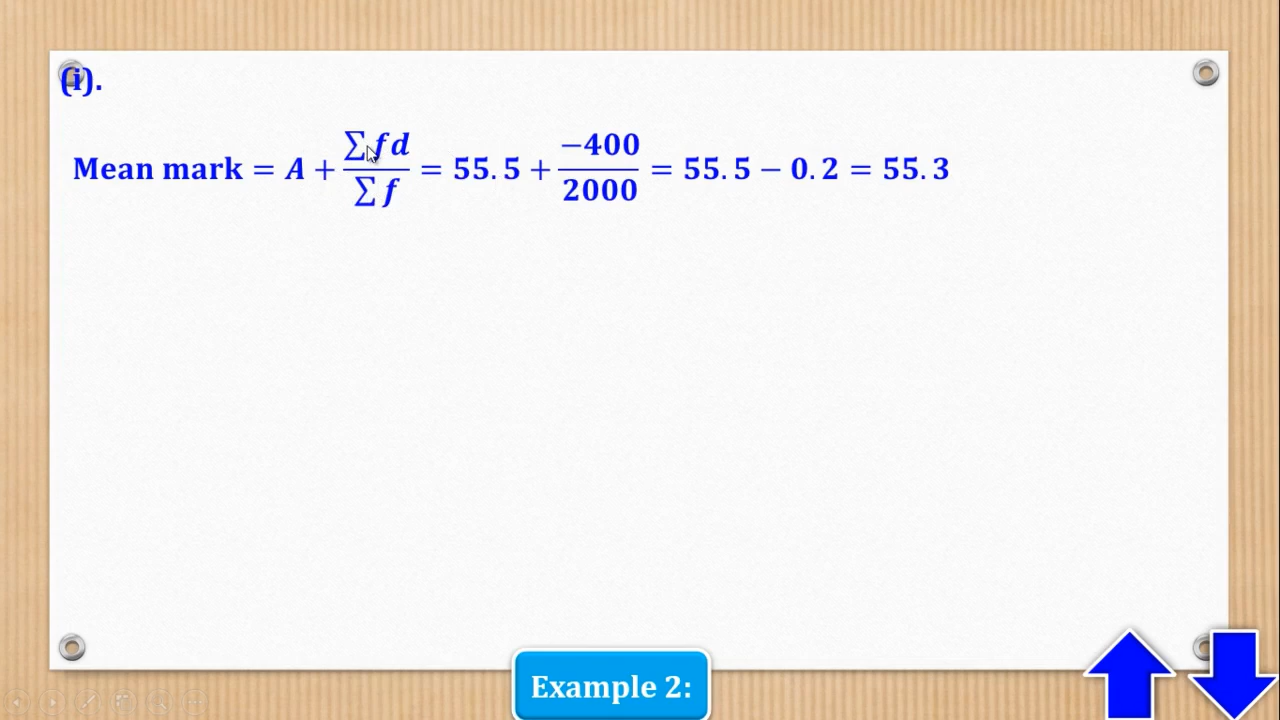 (i).
Mean mark = A + ∑fd / ∑f = 55.5 + −400 / 2000 = 55.5 − 0.2 = 55.3
Example 2: